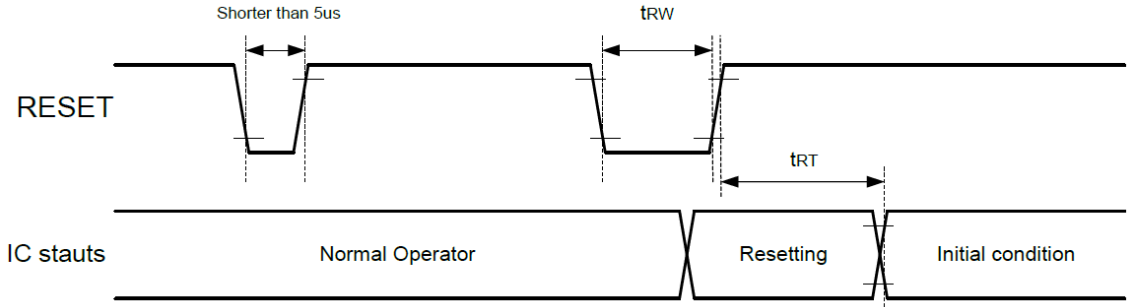 Shorter than 5us
tRW
RESET
tRT
IC stauts
Normal Operator
Resetting
Initial condition